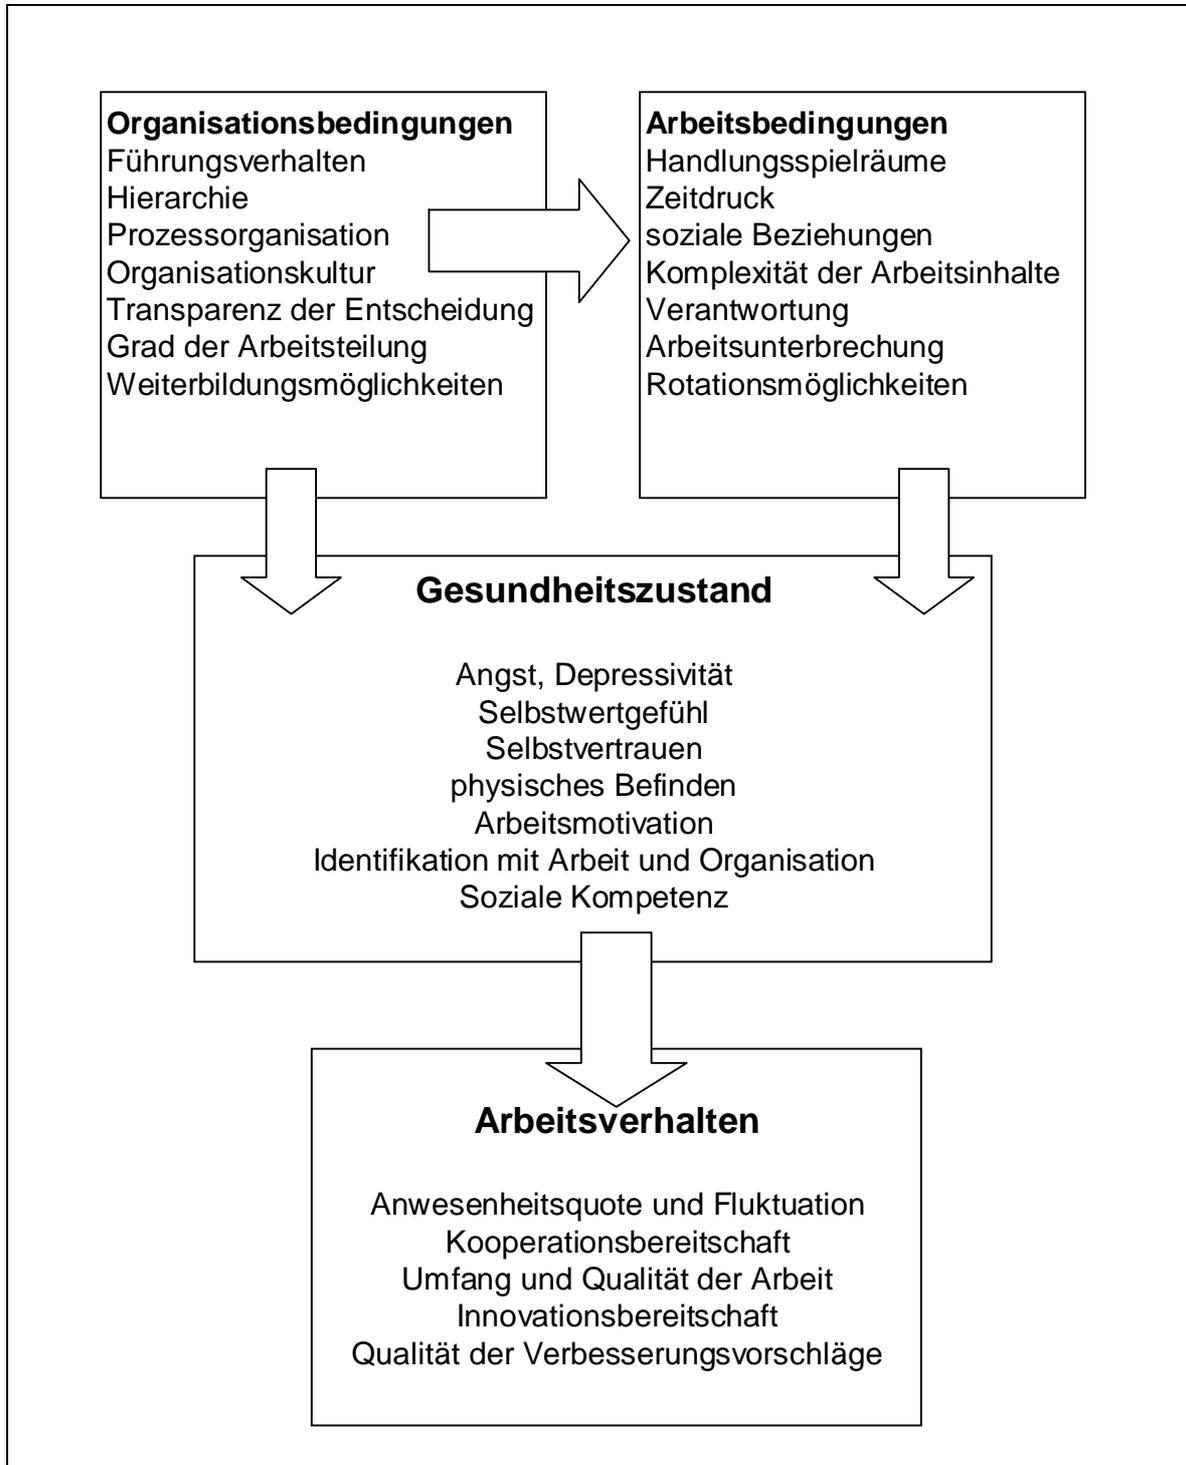 Organisationsbedingungen
Führungsverhalten
Hierarchie
Prozessorganisation
Organisationskultur
Transparenz der Entscheidung
Grad der Arbeitsteilung
Weiterbildungsmöglichkeiten
Arbeitsbedingungen
Handlungsspielräume
Zeitdruck
soziale Beziehungen
Komplexität der Arbeitsinhalte
Verantwortung
Arbeitsunterbrechung
Rotationsmöglichkeiten
Gesundheitszustand
Angst, Depressivität
Selbstwertgefühl
Selbstvertrauen
physisches Befinden
Arbeitsmotivation
Identifikation mit Arbeit und Organisation
Soziale Kompetenz
Arbeitsverhalten
Anwesenheitsquote und Fluktuation
Kooperationsbereitschaft
Umfang und Qualität der Arbeit
Innovationsbereitschaft
Qualität der Verbesserungsvorschläge